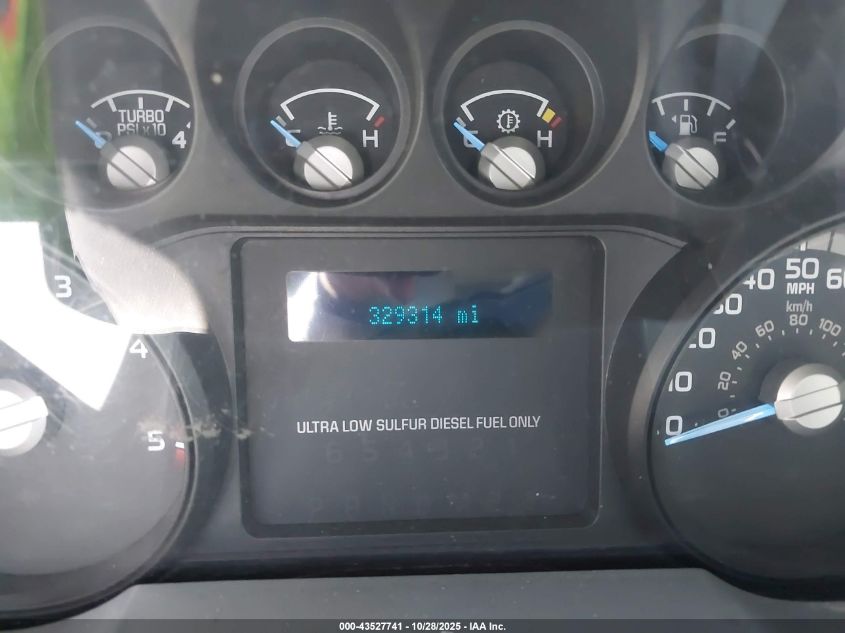 TURBO
PSI x 10
4
C
H
C
H
F
3
4
5
329314 mi
ULTRA LOW SULFUR DIESEL FUEL ONLY
0
10
20
30
40
50
60
MPH
km/h
0
20
40
60
80
100
000-43527741 | 10/28/2025 - IAA Inc.